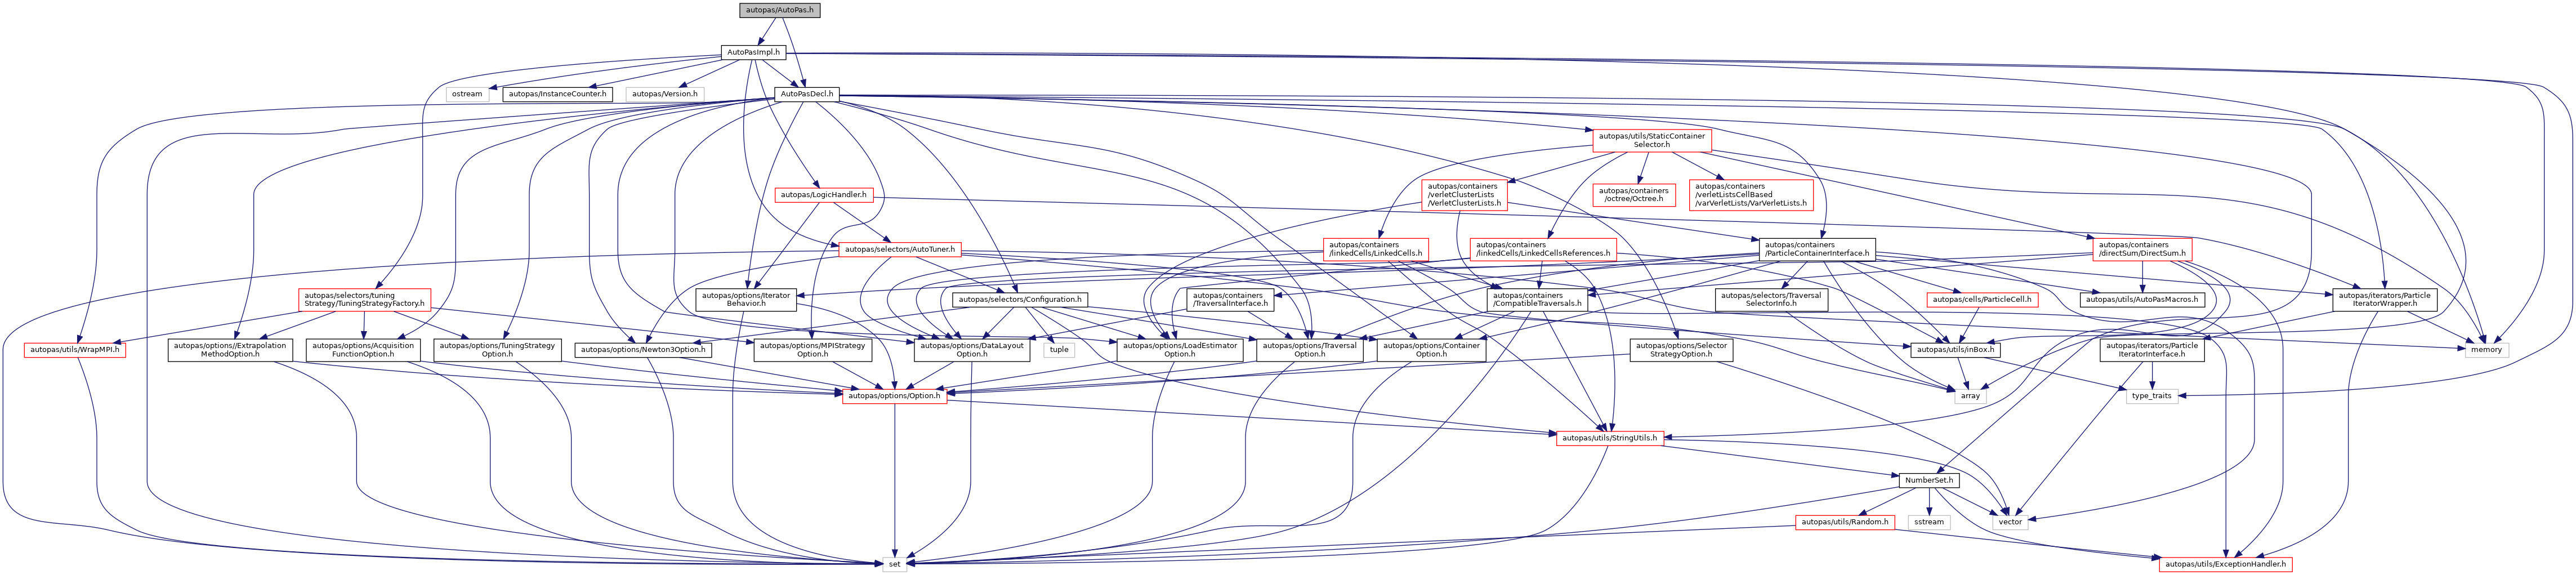 autopas/AutoPas.h
AutoPasImpl.h
ostream
autopas/InstanceCounter.h
autopas/Version.h
AutoPasDecl.h
autopas/utils/StaticContainer
Selector.h
autopas/LogicHandler.h
autopas/containers
/verletClusterLists
/VerletClusterLists.h
autopas/containers
/octree/Octree.h
autopas/containers
/verletListsCellBased
/varVerletLists/VarVerletLists.h
autopas/selectors/AutoTuner.h
autopas/containers
/linkedCells/LinkedCells.h
autopas/containers
/linkedCells/LinkedCellsReferences.h
autopas/containers
/ParticleContainerInterface.h
autopas/containers
/directSum/DirectSum.h
autopas/selectors/tuning
Strategy/TuningStrategyFactory.h
autopas/options/Iterator
Behavior.h
autopas/selectors/Configuration.h
autopas/containers
/TraversalInterface.h
autopas/containers
/CompatibleTraversals.h
autopas/selectors/Traversal
SelectorInfo.h
autopas/cells/ParticleCell.h
autopas/utils/AutoPasMacros.h
autopas/iterators/Particle
IteratorWrapper.h
autopas/utils/WrapMPI.h
autopas/options//Extrapolation
MethodOption.h
autopas/options/Acquisition
FunctionOption.h
autopas/options/TuningStrategy
Option.h
autopas/options/Newton3Option.h
autopas/options/MPIStrategy
Option.h
autopas/options/DataLayout
Option.h
tuple
autopas/options/LoadEstimator
Option.h
autopas/options/Traversal
Option.h
autopas/options/Container
Option.h
autopas/options/Selector
StrategyOption.h
autopas/utils/inBox.h
autopas/iterators/Particle
IteratorInterface.h
memory
autopas/options/Option.h
array
type_traits
autopas/utils/StringUtils.h
NumberSet.h
autopas/utils/Random.h
sstream
vector
set
autopas/utils/ExceptionHandler.h